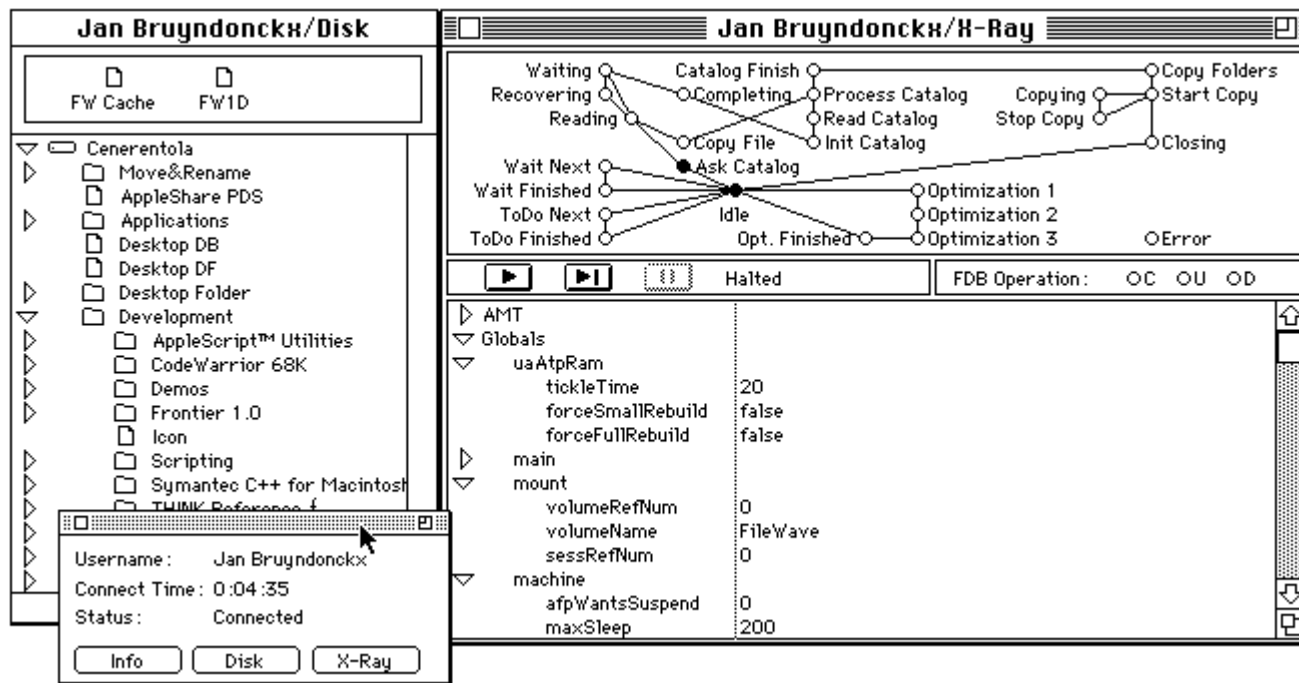 Jan Bruyndonckx/Disk
FW Cache FW1D
Cenerentola
Move&Rename
AppleShare PDS
Applications
Desktop DB
Desktop DF
Desktop Folder
Development
AppleScript™ Utilities
CodeWarrior 68K
Demos
Frontier 1.0
Icon
Scripting
Symantec C++ for Macintosh
THINK Reference f
Username: Jan Bruyndonckx
Connect Time: 0:04:35
Status: Connected
Info Disk X-Ray
Jan Bruyndonckx/X-Ray
Waiting Catalog Finish Copy Folders
Recovering Completing Process Catalog Copying Start Copy
Reading Read Catalog Stop Copy
Copy File Init Catalog Closing
Wait Next Ask Catalog
Wait Finished Optimization 1
ToDo Next Idle Optimization 2
ToDo Finished Opt. Finished Optimization 3 Error
Halted FDB Operation: C U D
AMT
Globals
uaAtpRam
tickleTime 20
forceSmallRebuild false
forceFullRebuild false
main
mount
volumeRefNum 0
volumeName FileWave
sessRefNum 0
machine
afpWantsSuspend 0
maxSleep 200